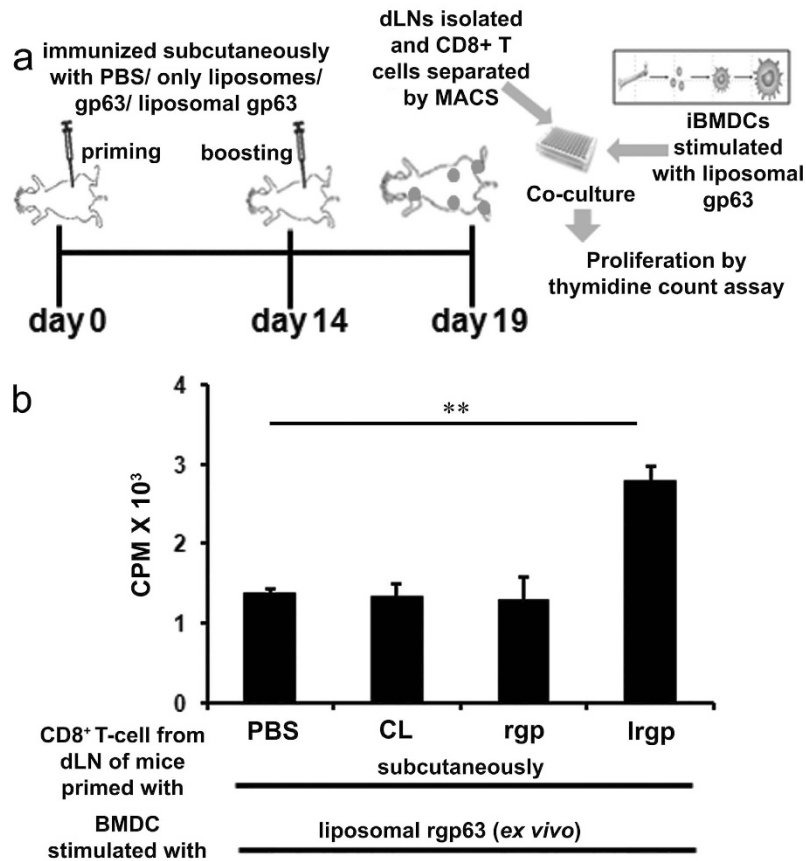 a
immunized subcutaneously
with PBS/ only liposomes/
gp63/ liposomal gp63
priming
boosting
dLNs isolated
and CD8+ T
cells separated
by MACS
iBMDCs
stimulated
with liposomal
gp63
Co-culture
Proliferation by
thymidine count assay
day 0
day 14
day 19
b
CPM X 10³
4
3
2
1
0
**
CD8⁺ T-cell from
dLN of mice
primed with
PBS
CL
rgp
lrgp
subcutaneously
BMDC
stimulated with
liposomal rgp63 (ex vivo)